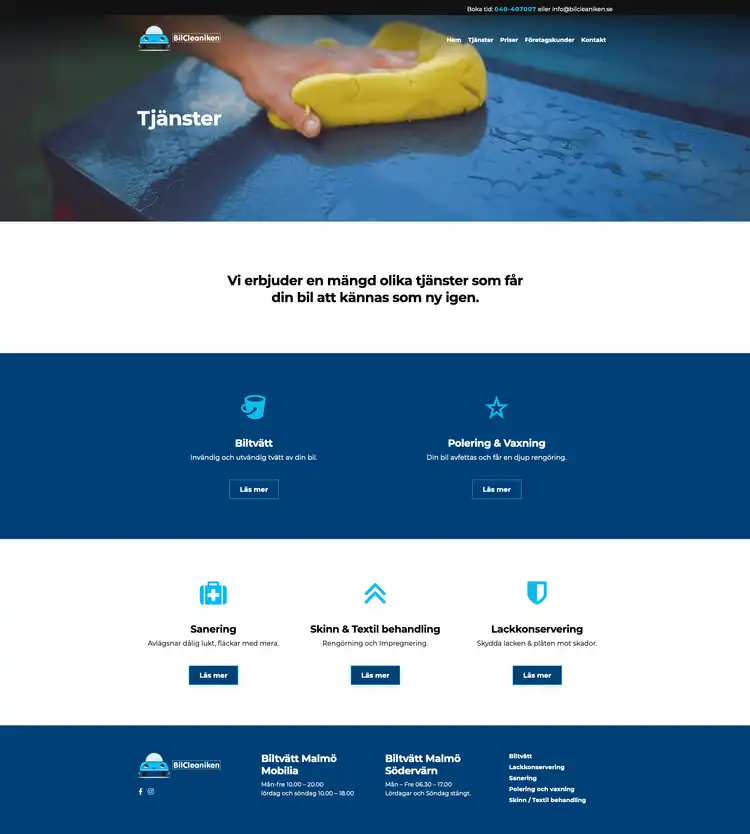 Boka tid: 040-407007 eller info@bilcleaniken.se
BilCleaniken
Hem Tjänster Priser Företagskunder Kontakt
Tjänster
Vi erbjuder en mängd olika tjänster som får
din bil att kännas som ny igen.
Biltvätt
Invändig och utvändig tvätt av din bil.
Läs mer
Polering & Vaxning
Din bil avfettas och får en djup rengöring.
Läs mer
Sanering
Avlägsnar dålig lukt, fläckar med mera.
Läs mer
Skinn & Textil behandling
Rengörning och Impregnering.
Läs mer
Lackkonservering
Skydda lacken & plåten mot skador.
Läs mer
BilCleaniken
Biltvätt Malmö
Mobilia
Mån-fre 10.00 – 20.00
lördag och söndag 10.00 – 18.00
Biltvätt Malmö
Södervärn
Mån – Fre 06.30 – 17.00
Lördagar och Söndag stängt.
Biltvätt
Lackkonservering
Sanering
Polering och vaxning
Skinn / Textil behandling